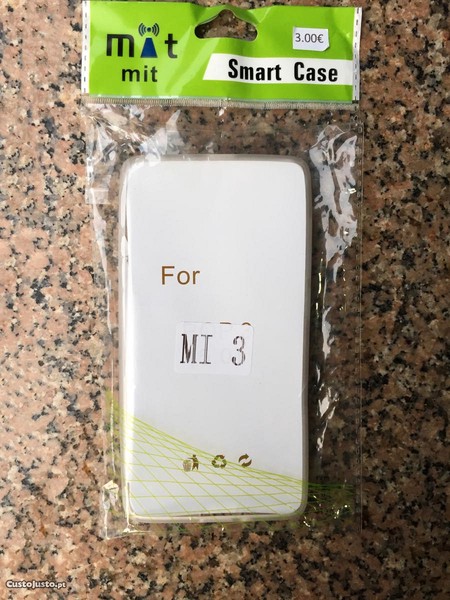 mit
3.00€
mit
Smart Case
For
MI 3
CustoJusto.pt